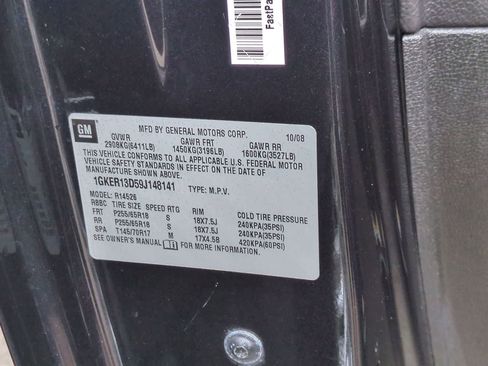 FastPa
GM
MFD BY GENERAL MOTORS CORP.
10/08
GVWR GAWR FRT GAWR RR
2908KG(6411LB) 1450KG(3196LB) 1600KG(3527LB)
THIS VEHICLE CONFORMS TO ALL APPLICABLE U.S. FEDERAL MOTOR
VEHICLE SAFETY STANDARDS IN EFFECT ON THE DATE OF
MANUFACTURE SHOWN ABOVE.
1GKER13D59J148141 TYPE: M.P.V.
MODEL: R14526
RBBC TIRE SIZE SPEED RTG RIM COLD TIRE PRESSURE
FRT P255/65R18 S 18X7.5J 240KPA(35PSI)
RR P255/65R18 S 18X7.5J 240KPA(35PSI)
SPA T145/70R17 M 17X4.5B 420KPA(60PSI)
SEE OWNER'S MANUAL i FOR MORE INFORMATION.